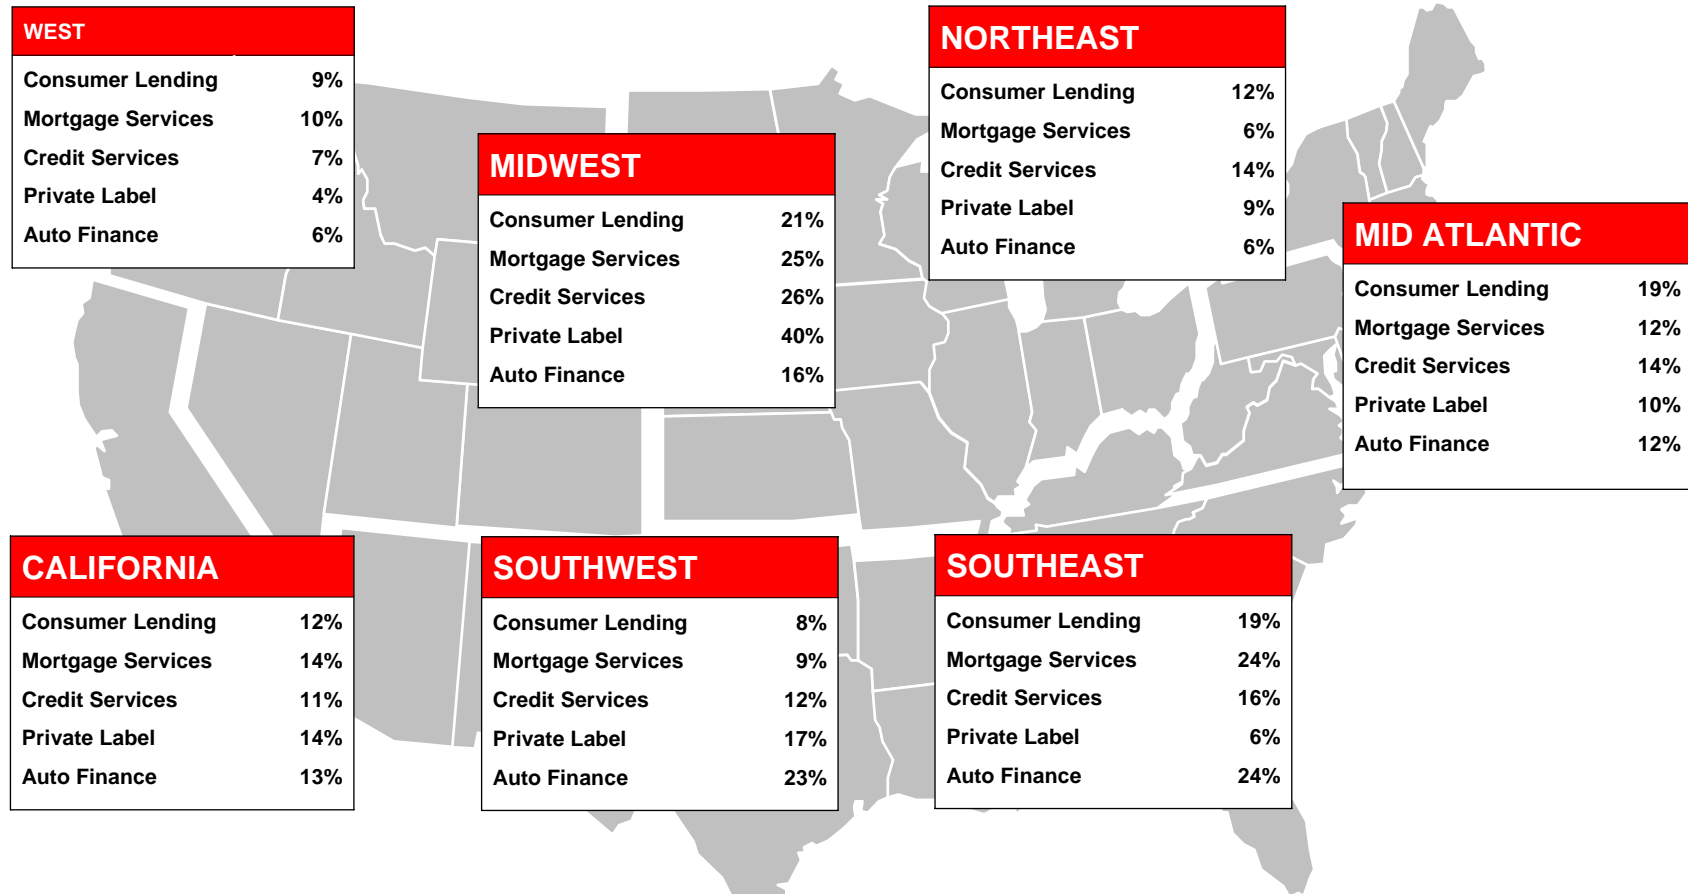 WEST
Consumer Lending 9%
Mortgage Services 10%
Credit Services 7%
Private Label 4%
Auto Finance 6%
MIDWEST
Consumer Lending 21%
Mortgage Services 25%
Credit Services 26%
Private Label 40%
Auto Finance 16%
NORTHEAST
Consumer Lending 12%
Mortgage Services 6%
Credit Services 14%
Private Label 9%
Auto Finance 6%
MID ATLANTIC
Consumer Lending 19%
Mortgage Services 12%
Credit Services 14%
Private Label 10%
Auto Finance 12%
CALIFORNIA
Consumer Lending 12%
Mortgage Services 14%
Credit Services 11%
Private Label 14%
Auto Finance 13%
SOUTHWEST
Consumer Lending 8%
Mortgage Services 9%
Credit Services 12%
Private Label 17%
Auto Finance 23%
SOUTHEAST
Consumer Lending 19%
Mortgage Services 24%
Credit Services 16%
Private Label 6%
Auto Finance 24%